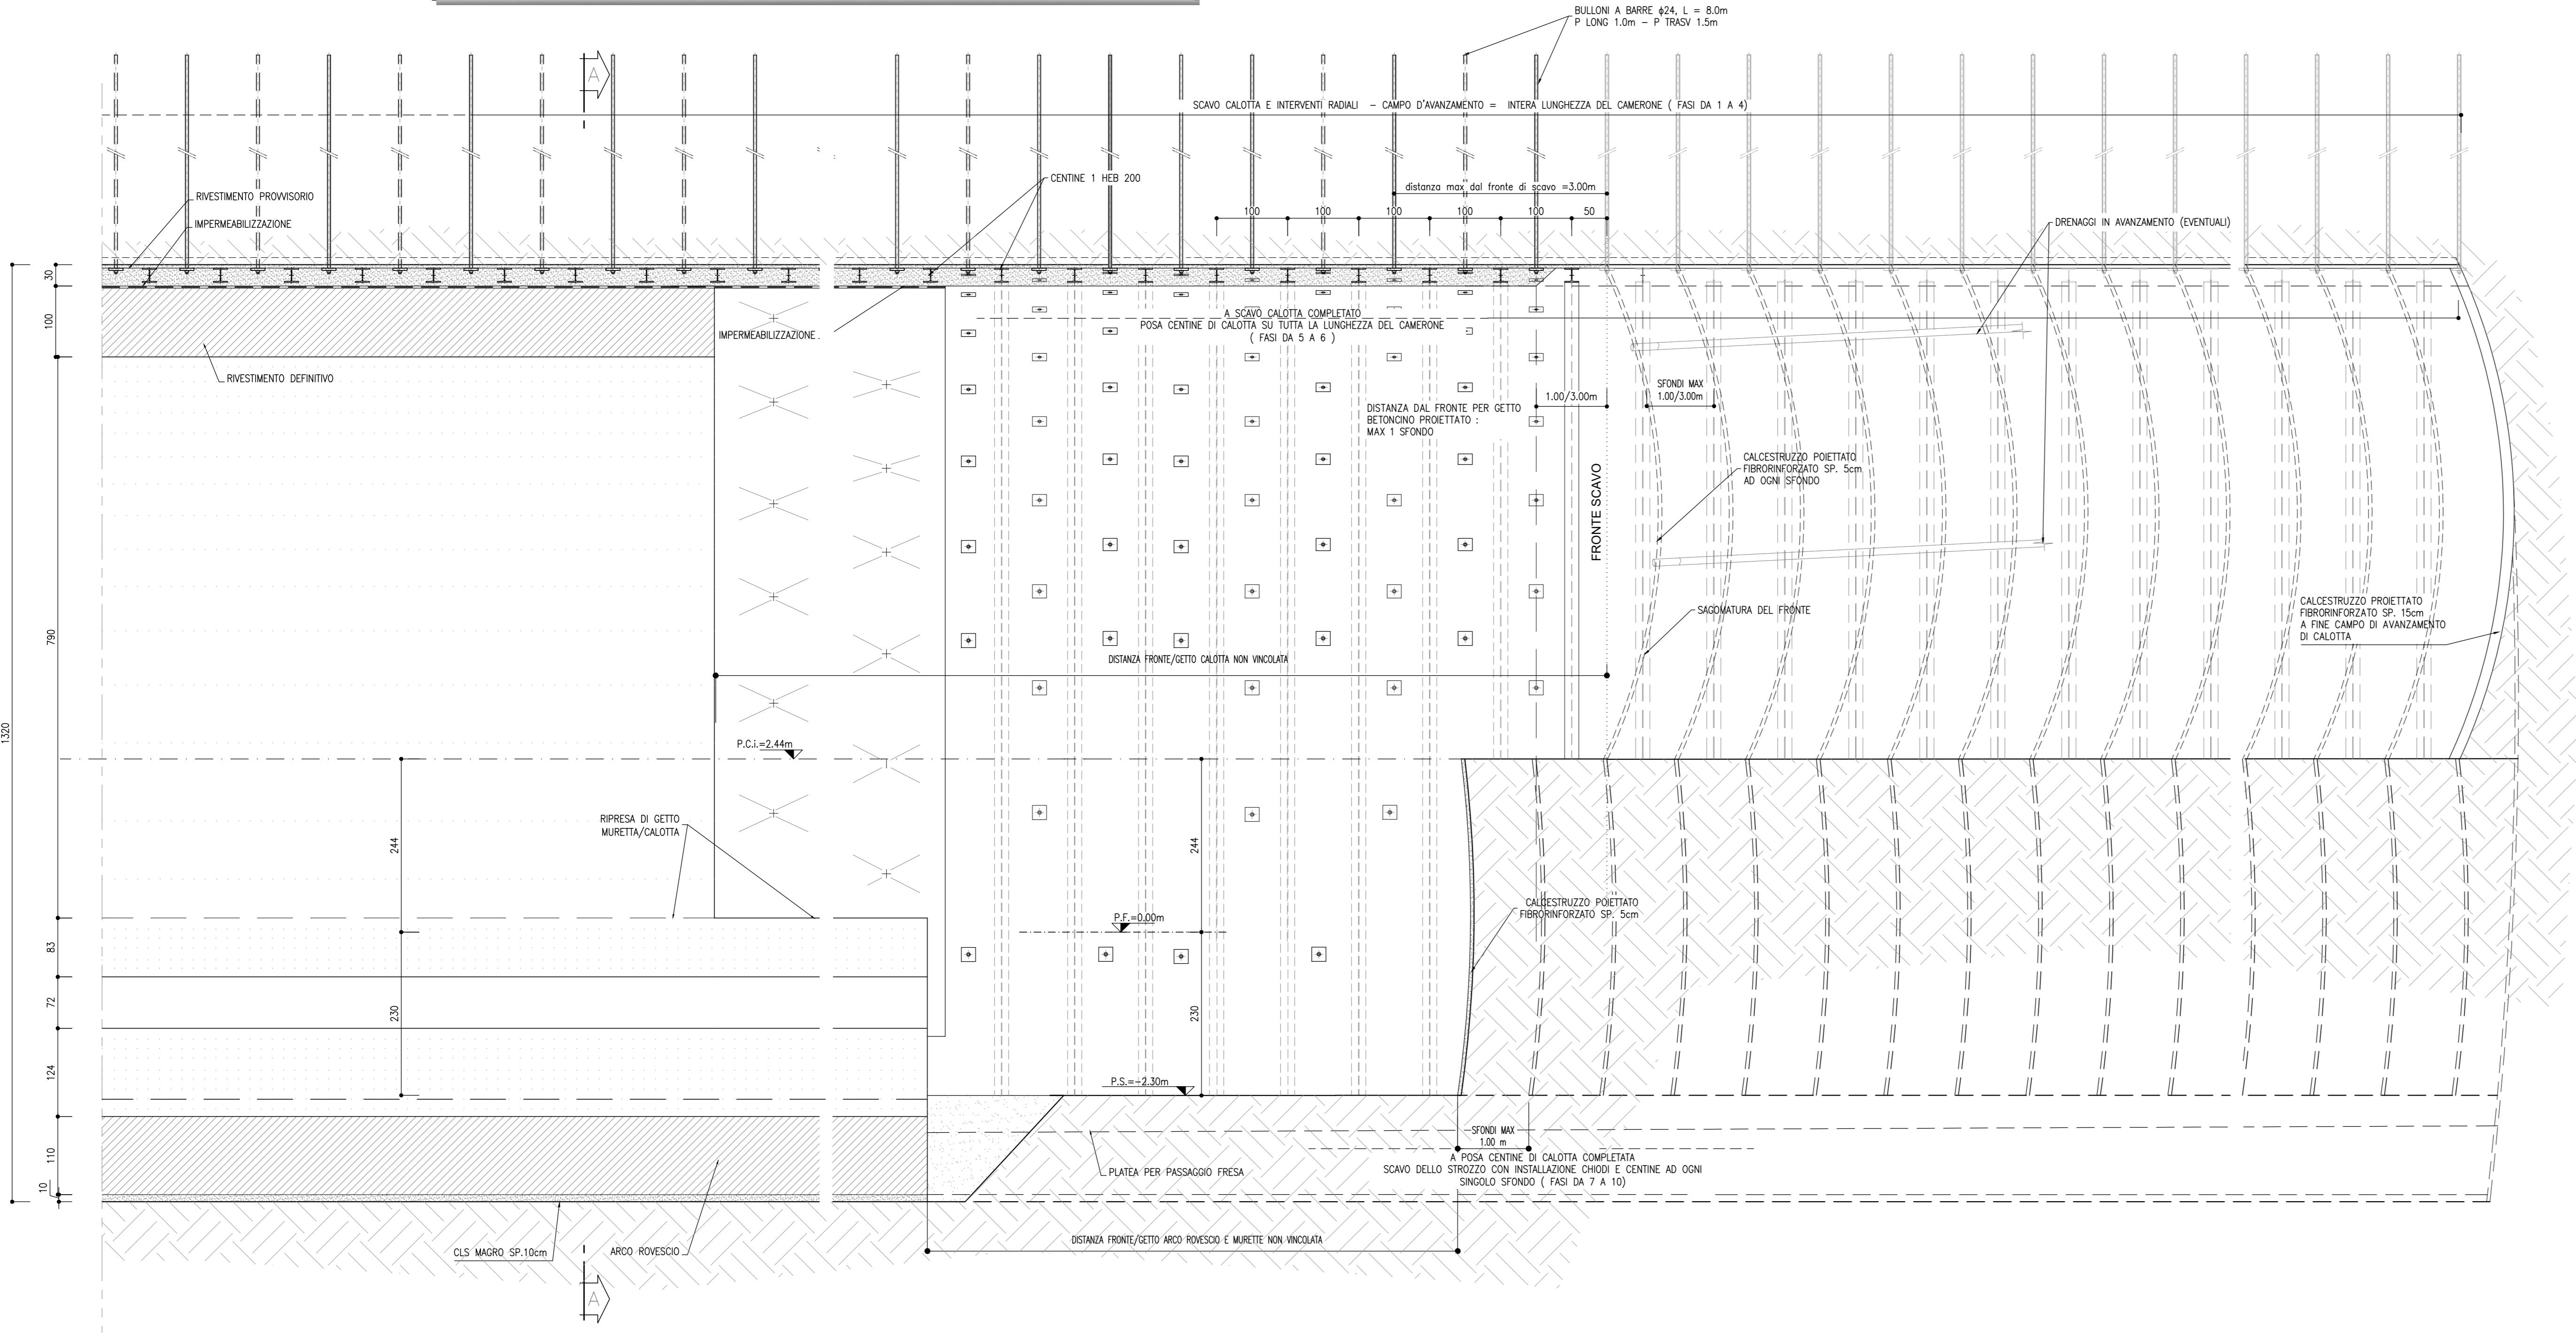 BULLONI A BARRE ϕ24, L = 8.0m
P LONG 1.0m – P TRASV 1.5m
A
SCAVO CALOTTA E INTERVENTI RADIALI – CAMPO D'AVANZAMENTO = INTERA LUNGHEZZA DEL CAMERONE ( FASI DA 1 A 4)
CENTINE 1 HEB 200
distanza max dal fronte di scavo =3.00m
RIVESTIMENTO PROVVISORIO
IMPERMEABILIZZAZIONE
100
100
100
100
100
50
DRENAGGI IN AVANZAMENTO (EVENTUALI)
30
100
790
83
72
124
110
10
1320
IMPERMEABILIZZAZIONE
A SCAVO CALOTTA COMPLETATO
POSA CENTINE DI CALOTTA SU TUTTA LA LUNGHEZZA DEL CAMERONE
( FASI DA 5 A 6 )
RIVESTIMENTO DEFINITIVO
SFONDI MAX
1.00/3.00m
1.00/3.00m
DISTANZA DAL FRONTE PER GETTO
BETONCINO PROIETTATO :
MAX 1 SFONDO
FRONTE SCAVO
CALCESTRUZZO POIETTATO
FIBRORINFORZATO SP. 5cm
AD OGNI SFONDO
SAGOMATURA DEL FRONTE
CALCESTRUZZO PROIETTATO
FIBRORINFORZATO SP. 15cm
A FINE CAMPO DI AVANZAMENTO
DI CALOTTA
DISTANZA FRONTE/GETTO CALOTTA NON VINCOLATA
P.C.i.=2.44m
RIPRESA DI GETTO
MURETTA/CALOTTA
244
244
P.F.=0.00m
CALCESTRUZZO POIETTATO
FIBRORINFORZATO SP. 5cm
230
230
P.S.=–2.30m
SFONDI MAX
1.00 m
A POSA CENTINE DI CALOTTA COMPLETATA
SCAVO DELLO STROZZO CON INSTALLAZIONE CHIODI E CENTINE AD OGNI
SINGOLO SFONDO ( FASI DA 7 A 10)
PLATEA PER PASSAGGIO FRESA
DISTANZA FRONTE/GETTO ARCO ROVESCIO E MURETTE NON VINCOLATA
CLS MAGRO SP.10cm
ARCO ROVESCIO
A